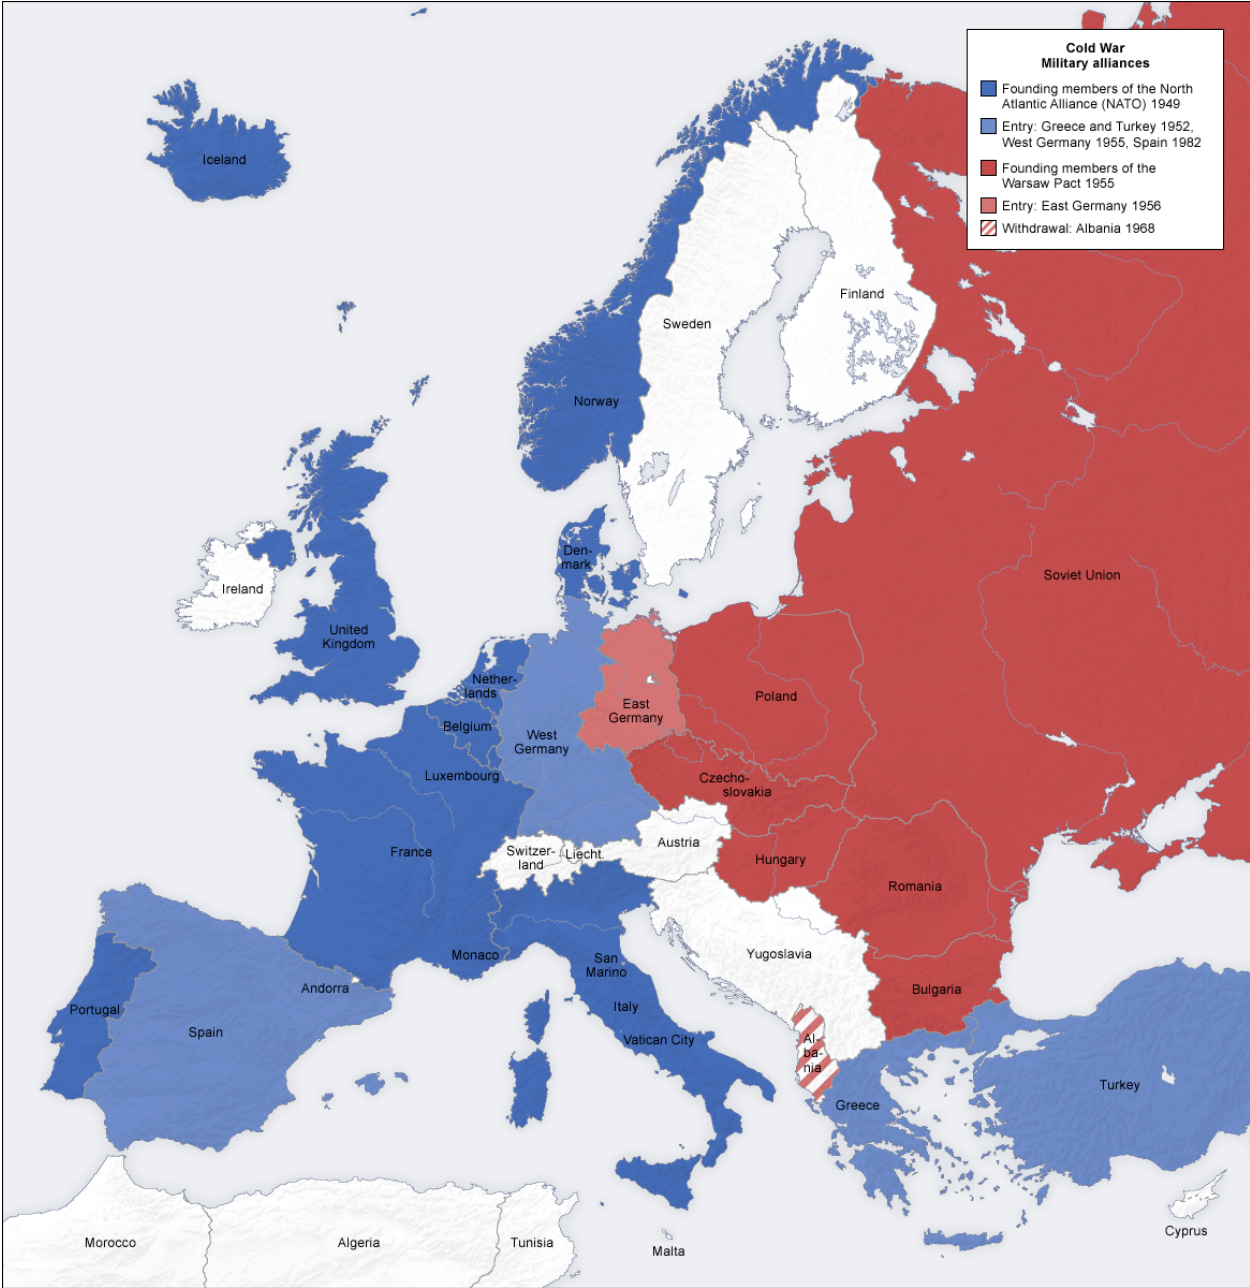 Cold War
Military alliances
Founding members of the North
Atlantic Alliance (NATO) 1949
Entry: Greece and Turkey 1952,
West Germany 1955, Spain 1982
Founding members of the
Warsaw Pact 1955
Entry: East Germany 1956
Withdrawal: Albania 1968
Iceland
Finland
Sweden
Norway
Den-
mark
Ireland
Soviet Union
United
Kingdom
Nether-
lands
Poland
East
Germany
Belgium
West
Germany
Luxembourg
Czecho-
slovakia
Austria
France
Switzer-
land
Liecht.
Hungary
Romania
Monaco
San
Marino
Yugoslavia
Andorra
Bulgaria
Portugal
Italy
Spain
Vatican City
Al-
ba-
nia
Turkey
Greece
Cyprus
Morocco
Algeria
Tunisia
Malta